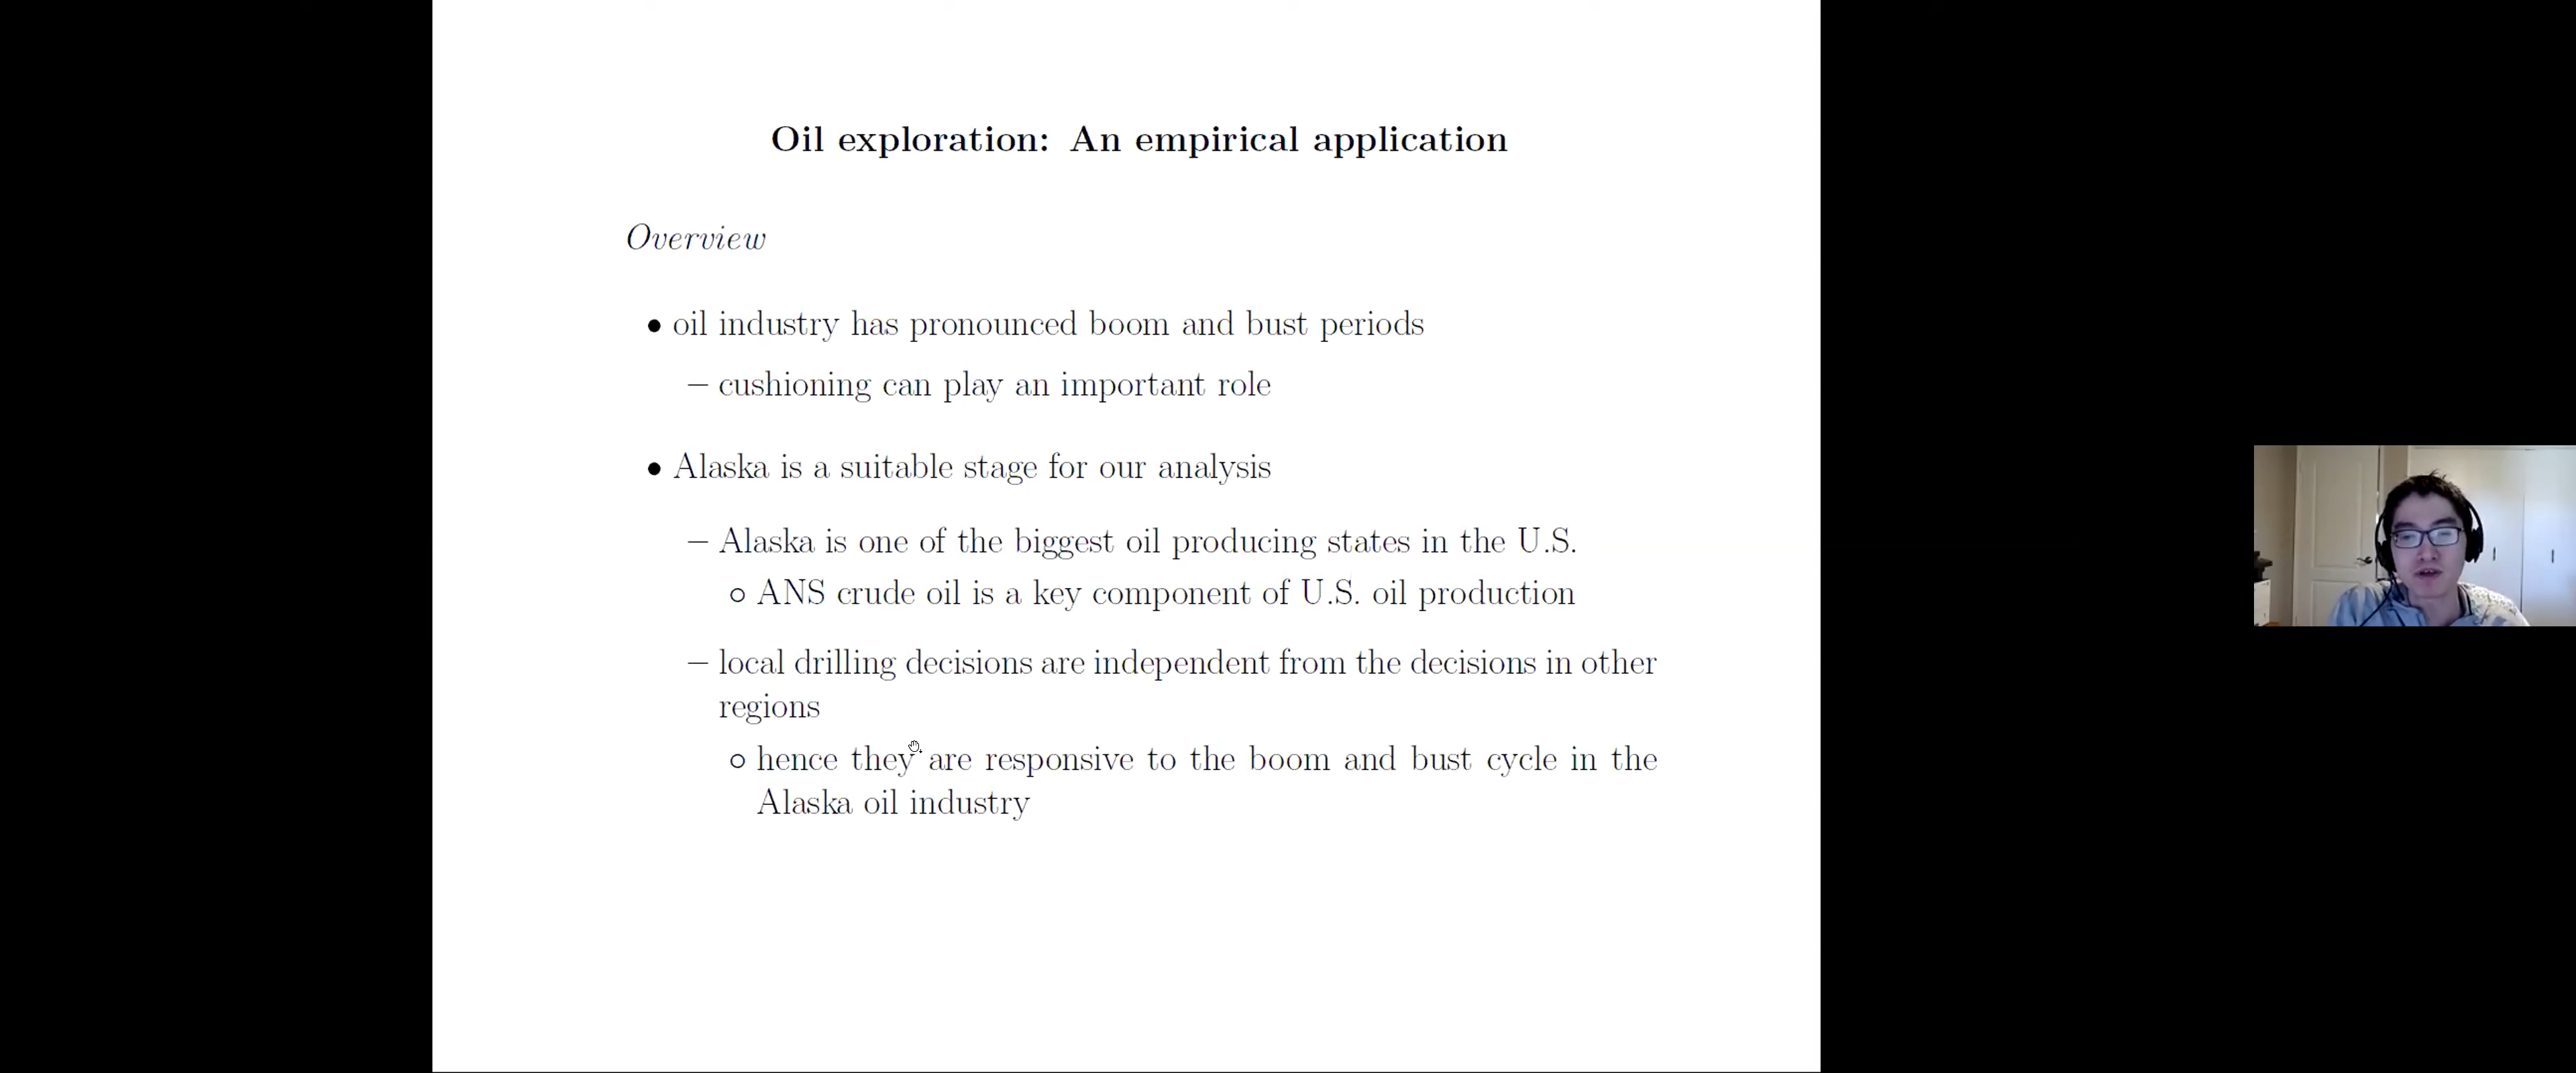 Oil exploration: An empirical application
Overview
• oil industry has pronounced boom and bust periods
– cushioning can play an important role
• Alaska is a suitable stage for our analysis
– Alaska is one of the biggest oil producing states in the U.S.
○ ANS crude oil is a key component of U.S. oil production
– local drilling decisions are independent from the decisions in other
regions
○ hence they are responsive to the boom and bust cycle in the
Alaska oil industry